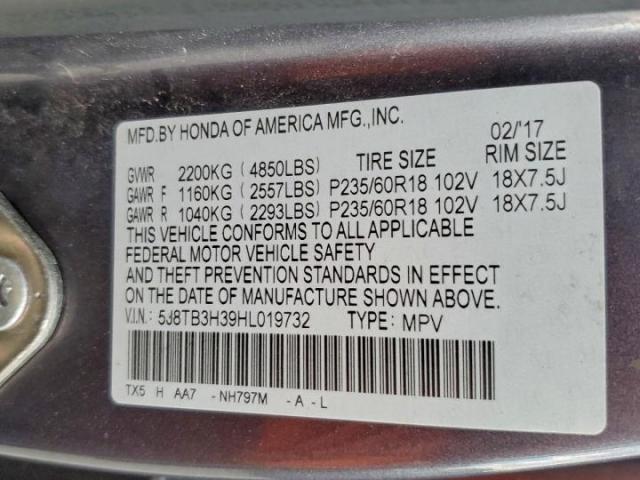 MFD.BY HONDA OF AMERICA MFG.,INC. 02/'17
GVWR 2200KG (4850LBS) TIRE SIZE RIM SIZE
GAWR F 1160KG (2557LBS) P235/60R18 102V 18X7.5J
GAWR R 1040KG (2293LBS) P235/60R18 102V 18X7.5J
THIS VEHICLE CONFORMS TO ALL APPLICABLE
FEDERAL MOTOR VEHICLE SAFETY
AND THEFT PREVENTION STANDARDS IN EFFECT
ON THE DATE OF MANUFACTURE SHOWN ABOVE.
V.I.N.: 5J8TB3H39HL019732 TYPE: MPV
TX5 H AA7 -NH797M -A -L